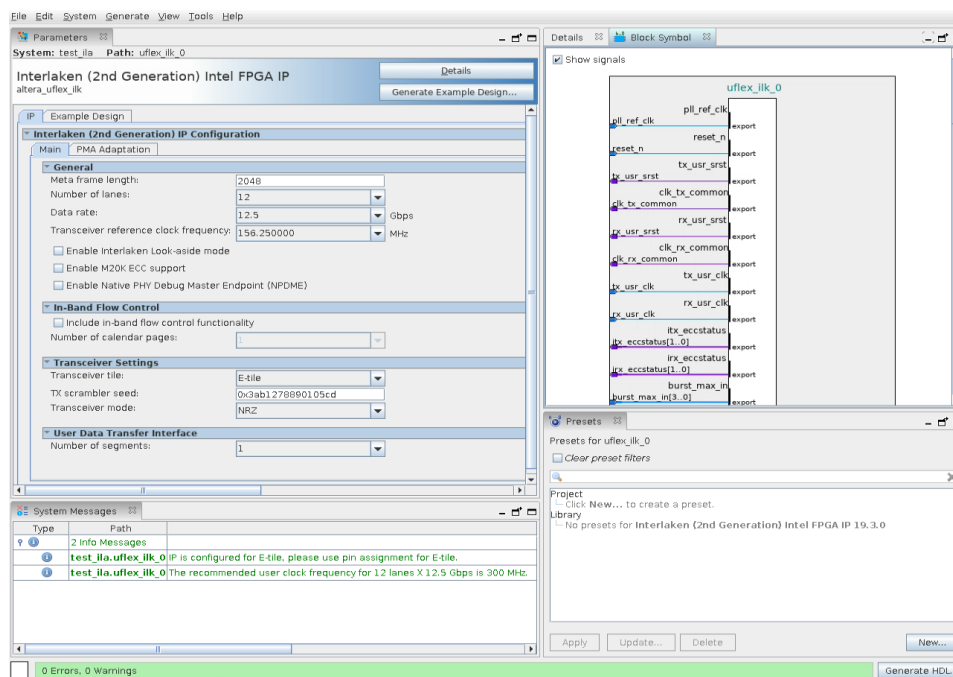 File Edit System Generate View Tools Help
Parameters
System: test_ila Path: uflex_ilk_0
Interlaken (2nd Generation) Intel FPGA IP
altera_uflex_ilk
Details
Generate Example Design...
IP Example Design
Interlaken (2nd Generation) IP Configuration
Main PMA Adaptation
General
Meta frame length: 2048
Number of lanes: 12
Data rate: 12.5 Gbps
Transceiver reference clock frequency: 156.250000 MHz
Enable Interlaken Look-aside mode
Enable M20K ECC support
Enable Native PHY Debug Master Endpoint (NPDME)
In-Band Flow Control
Include in-band flow control functionality
Number of calendar pages: 1
Transceiver Settings
Transceiver tile: E-tile
TX scrambler seed: 0x3ab1278890105cd
Transceiver mode: NRZ
User Data Transfer Interface
Number of segments: 1
System Messages
Type Path
2 Info Messages
test_ila.uflex_ilk_0 IP is configured for E-tile, please use pin assignment for E-tile.
test_ila.uflex_ilk_0 The recommended user clock frequency for 12 lanes X 12.5 Gbps is 300 MHz.
0 Errors, 0 Warnings
Details Block Symbol
Show signals
uflex_ilk_0
pll_ref_clk
pll_ref_clk
export
reset_n
reset_n
export
tx_usr_srst
tx_usr_srst
export
clk_tx_common
clk_tx_common
export
rx_usr_srst
rx_usr_srst
export
clk_rx_common
clk_rx_common
export
tx_usr_clk
tx_usr_clk
export
rx_usr_clk
rx_usr_clk
export
itx_eccstatus
itx_eccstatus[1..0]
export
irx_eccstatus
irx_eccstatus[1..0]
export
burst_max_in
burst_max_in[3..0]
export
Presets
Presets for uflex_ilk_0
Clear preset filters
Project
Click New... to create a preset.
Library
No presets for Interlaken (2nd Generation) Intel FPGA IP 19.3.0
Apply Update... Delete New...
Generate HDL.